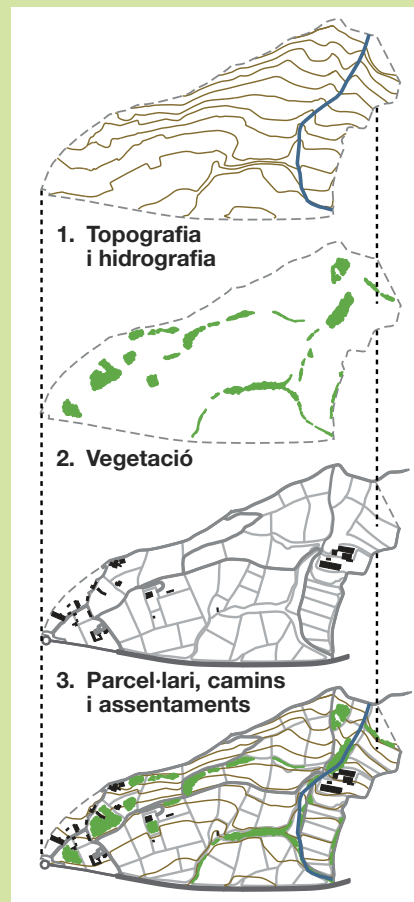 1. Topografia
i hidrografia
2. Vegetació
3. Parcel·lari, camins
i assentaments